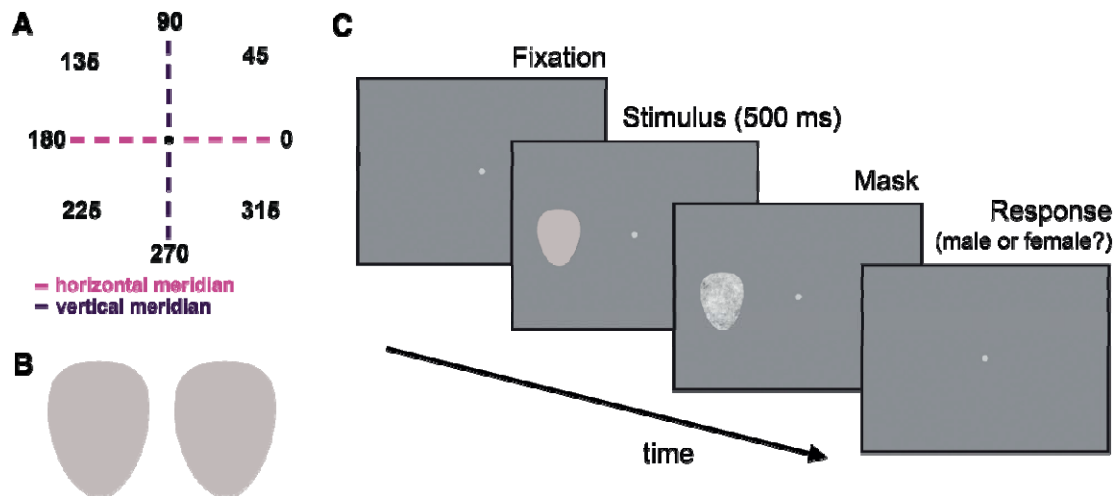 A
90
135
45
180
0
225
315
270
horizontal meridian
vertical meridian
B
C
Fixation
Stimulus (500 ms)
Mask
Response
(male or female?)
time